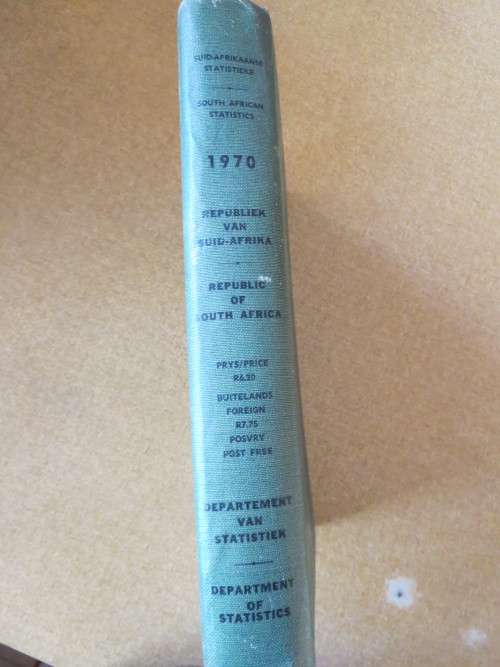 SUID-AFRIKAANSE
STATISTIEKE
SOUTH AFRICAN
STATISTICS
1970
REPUBLIEK
VAN
SUID-AFRIKA
REPUBLIC
OF
SOUTH AFRICA
PRYS/PRICE
R6.20
BUITELANDS
FOREIGN
R7.75
POSVRY
POST FREE
DEPARTEMENT
VAN
STATISTIEK
DEPARTMENT
OF
STATISTICS